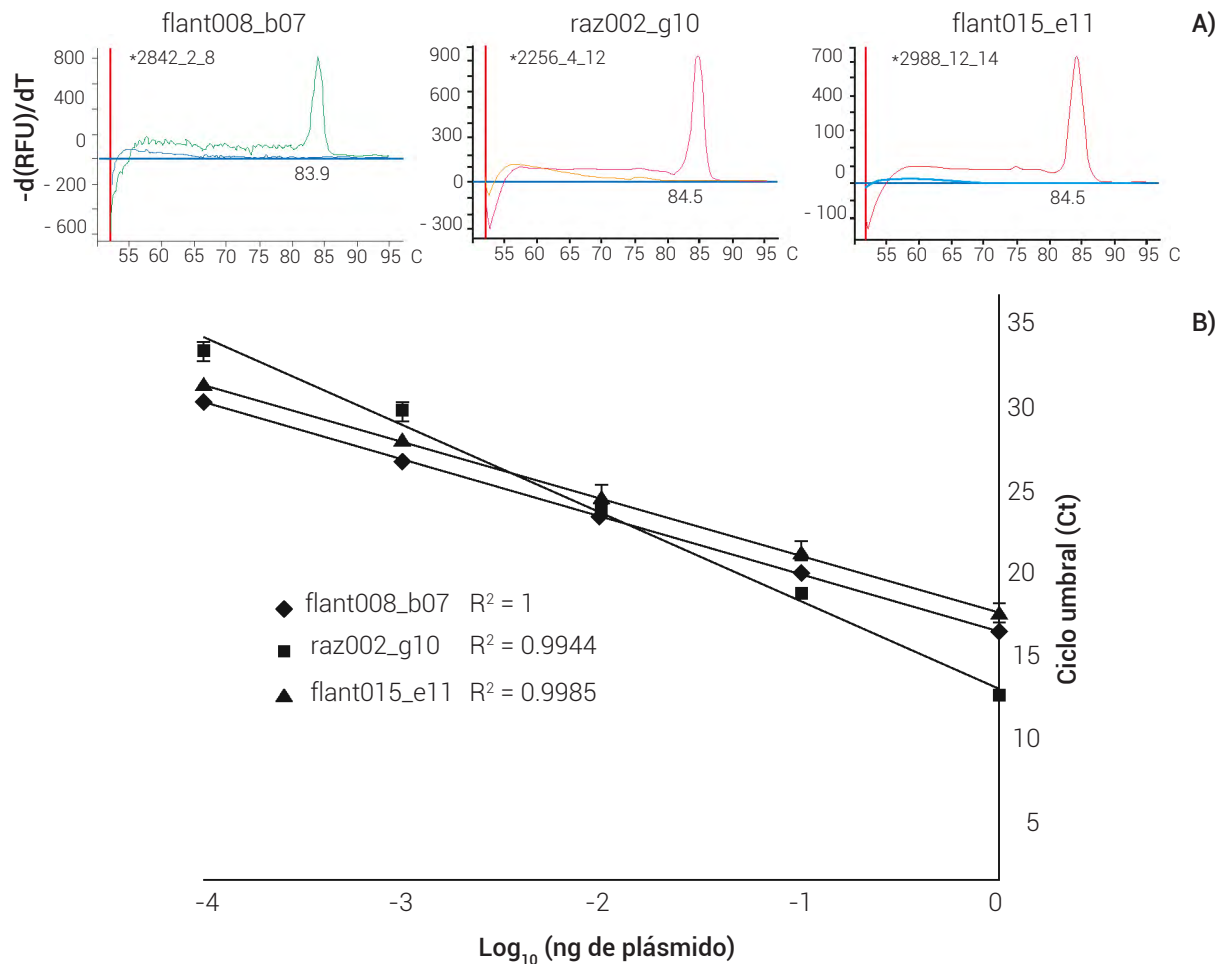 flant008_b07 raz002_g10 flant015_e11 A)
-d(RFU)/dT
800
400
0
- 200
- 600
*2842_2_8
83.9
55 60 65 70 75 80 85 90 95 C
900
600
300
0
- 300
*2256_4_12
84.5
55 60 65 70 75 80 85 90 95 C
700
400
100
0
- 100
*2988_12_14
84.5
55 60 65 70 75 80 85 90 95 C
B)
35
30
25
20
15
10
5
Ciclo umbral (Ct)
flant008_b07 R² = 1
raz002_g10 R² = 0.9944
flant015_e11 R² = 0.9985
-4 -3 -2 -1 0
Log₁₀ (ng de plásmido)